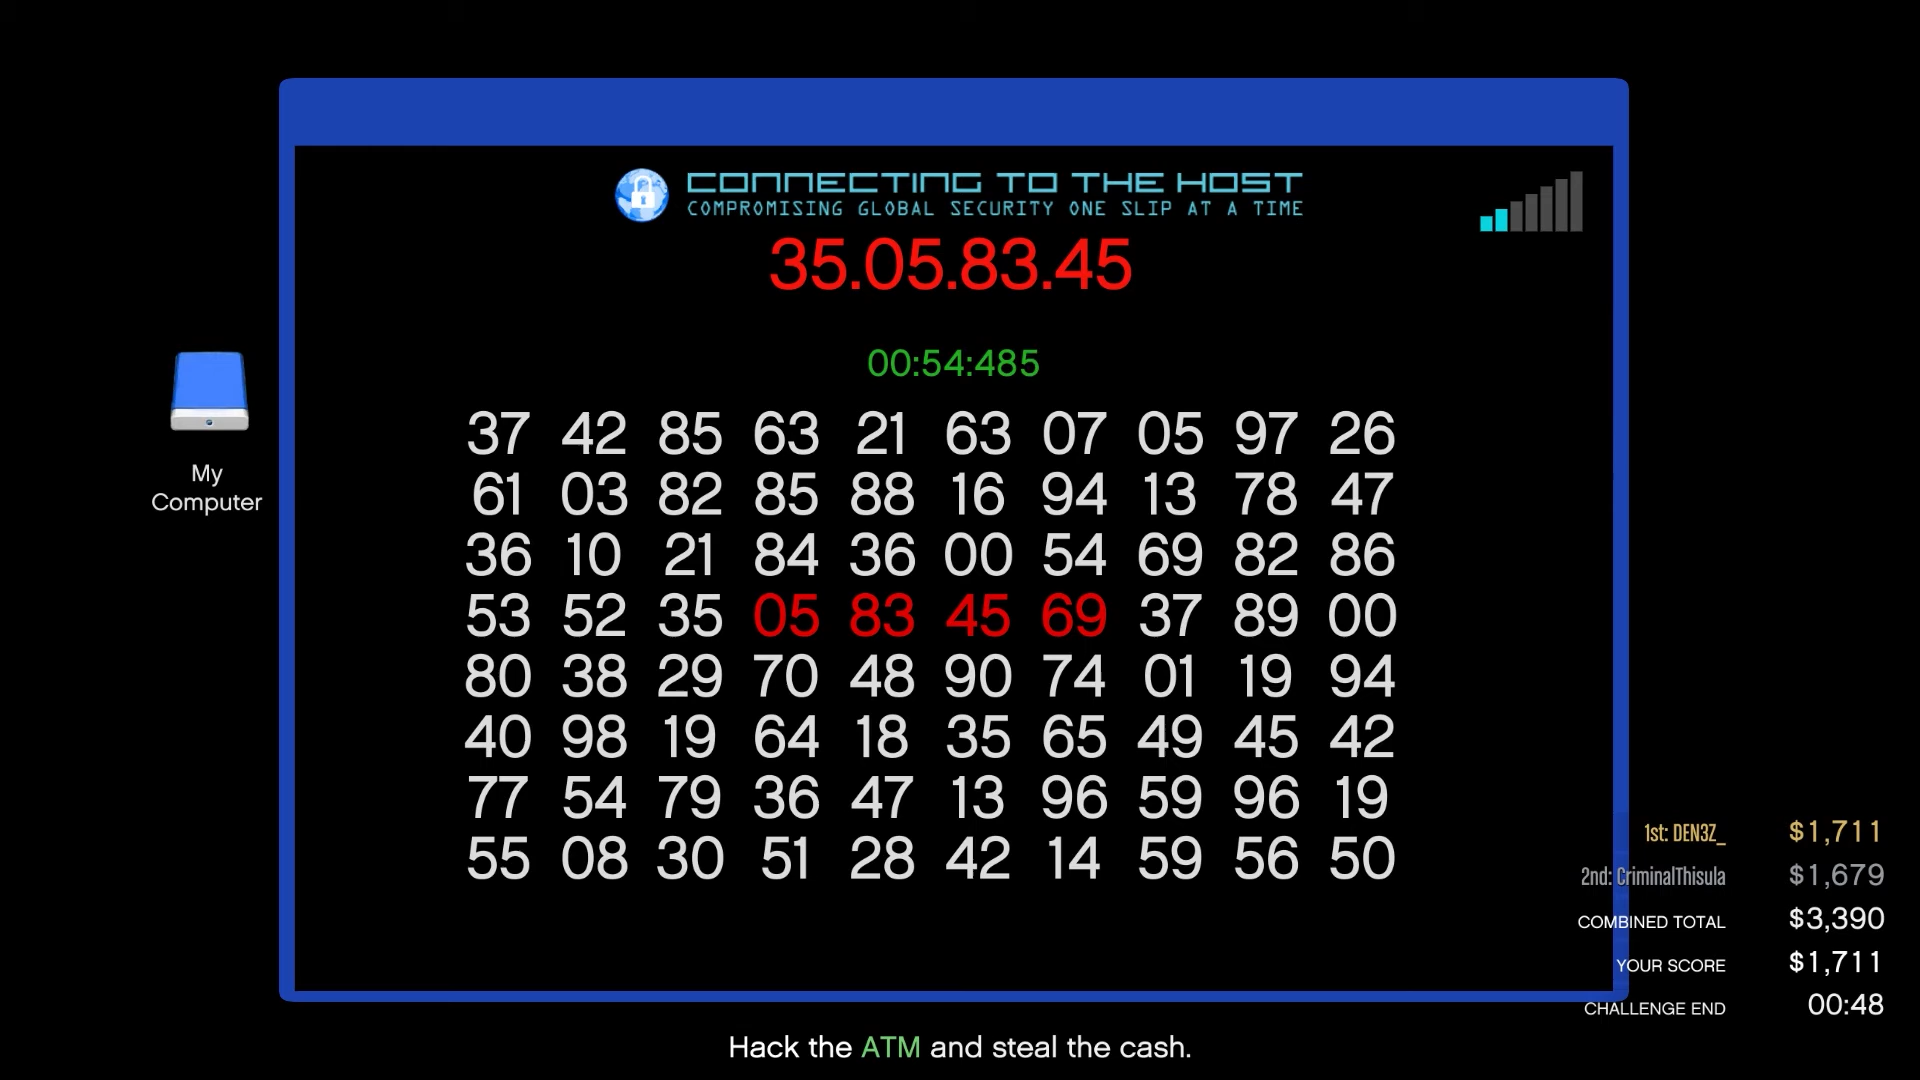 CONNECTING TO THE HOST
COMPROMISING GLOBAL SECURITY ONE SLIP AT A TIME
35.05.83.45
00:54:485
37 42 85 63 21 63 07 05 97 26
61 03 82 85 88 16 94 13 78 47
36 10 21 84 36 00 54 69 82 86
53 52 35 05 83 45 69 37 89 00
80 38 29 70 48 90 74 01 19 94
40 98 19 64 18 35 65 49 45 42
77 54 79 36 47 13 96 59 96 19
55 08 30 51 28 42 14 59 56 50
My
Computer
1st: DEN3Z_ $1,711
2nd: CriminalThisula $1,679
COMBINED TOTAL $3,390
YOUR SCORE $1,711
CHALLENGE END 00:48
Hack the ATM and steal the cash.